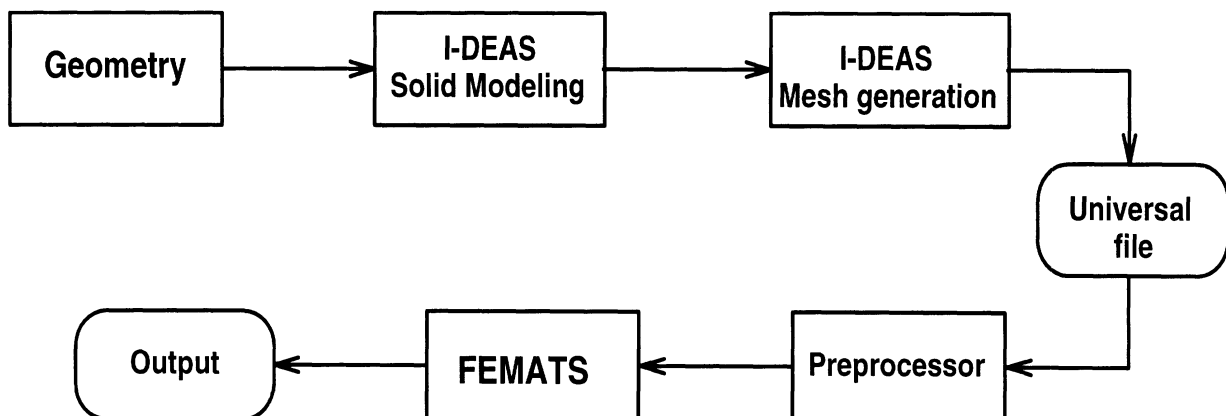 Geometry
I-DEAS
Solid Modeling
I-DEAS
Mesh generation
Universal
file
Preprocessor
FEMATS
Output